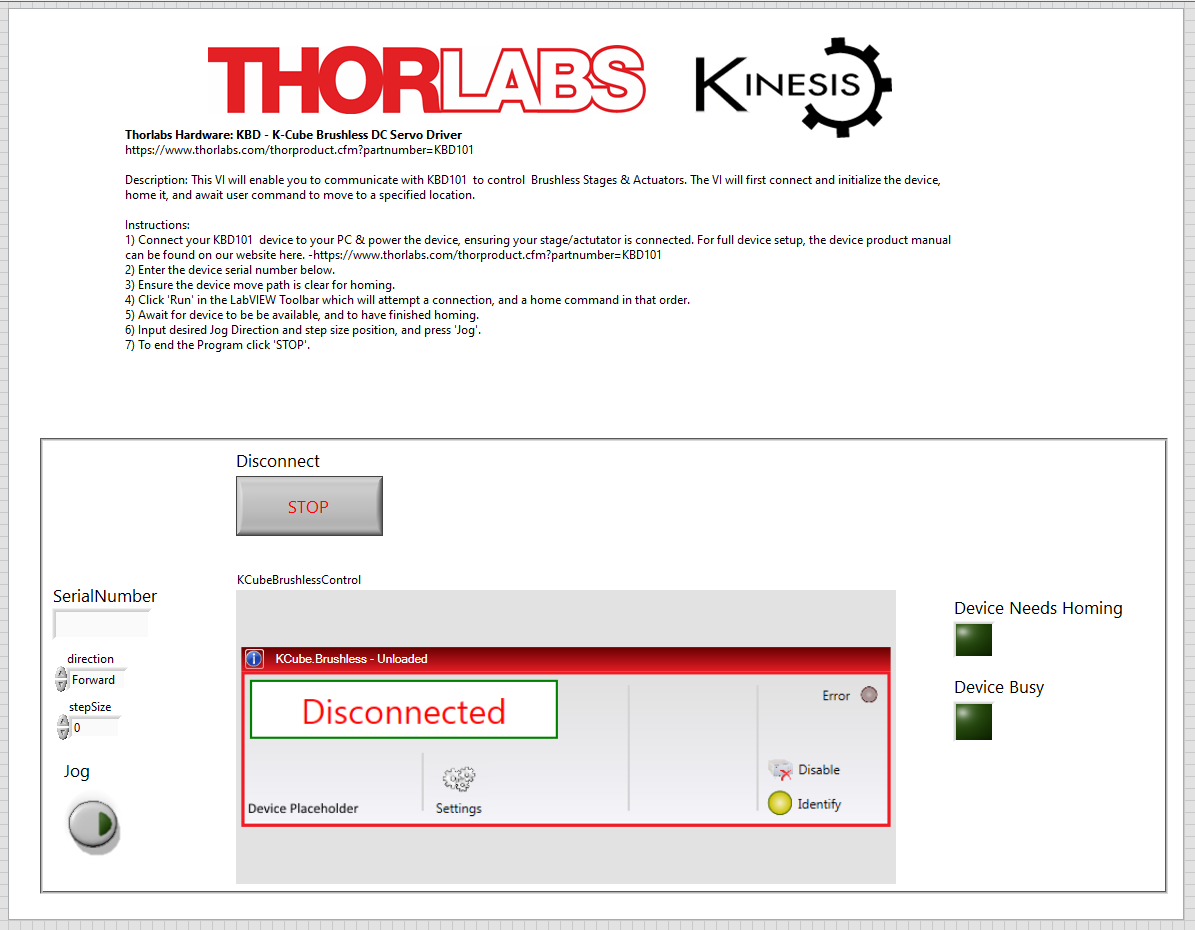 THORLABS KINESIS
Thorlabs Hardware: KBD - K-Cube Brushless DC Servo Driver
https://www.thorlabs.com/thorproduct.cfm?partnumber=KBD101
Description: This VI will enable you to communicate with KBD101  to control  Brushless Stages & Actuators. The VI will first connect and initialize the device,
home it, and await user command to move to a specified location.
Instructions:
1) Connect your KBD101  device to your PC & power the device, ensuring your stage/actutator is connected. For full device setup, the device product manual
can be found on our website here. -https://www.thorlabs.com/thorproduct.cfm?partnumber=KBD101
2) Enter the device serial number below.
3) Ensure the device move path is clear for homing.
4) Click 'Run' in the LabVIEW Toolbar which will attempt a connection, and a home command in that order.
5) Await for device to be be available, and to have finished homing.
6) Input desired Jog Direction and step size position, and press 'Jog'.
7) To end the Program click 'STOP'.
Disconnect
STOP
KCubeBrushlessControl
SerialNumber
direction
Forward
stepSize
0
Jog
KCube.Brushless - Unloaded
Disconnected
Error
Device Placeholder
Settings
Disable
Identify
Device Needs Homing
Device Busy